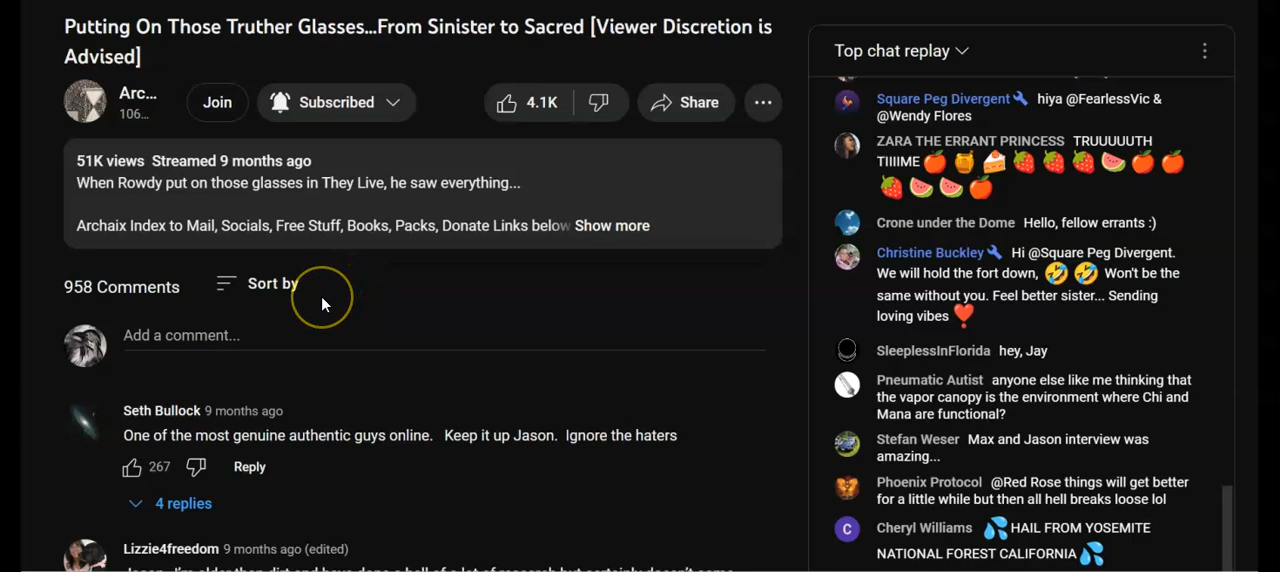 Putting On Those Truther Glasses...From Sinister to Sacred [Viewer Discretion is
Advised]
Arc...
106...
Join
Subscribed
4.1K
Share
51K views Streamed 9 months ago
When Rowdy put on those glasses in They Live, he saw everything...
Archaix Index to Mail, Socials, Free Stuff, Books, Packs, Donate Links below Show more
958 Comments
Sort by
Add a comment...
Seth Bullock 9 months ago
One of the most genuine authentic guys online. Keep it up Jason. Ignore the haters
267
Reply
4 replies
Lizzie4freedom 9 months ago (edited)
Top chat replay
Square Peg Divergent hiya @FearlessVic &
@Wendy Flores
ZARA THE ERRANT PRINCESS TRUUUUUTH
TIIIIME 🍎 🍯 🍰 🍓 🍓 🍓 🍉 🍎 🍎
🍓 🍉 🍉 🍎
Crone under the Dome Hello, fellow errants :)
Christine Buckley Hi @Square Peg Divergent.
We will hold the fort down, 🤣 🤣 Won't be the
same without you. Feel better sister... Sending
loving vibes ❣️
SleeplessInFlorida hey, Jay
Pneumatic Autist anyone else like me thinking that
the vapor canopy is the environment where Chi and
Mana are functional?
Stefan Weser Max and Jason interview was
amazing...
Phoenix Protocol @Red Rose things will get better
for a little while but then all hell breaks loose lol
C
Cheryl Williams 💦 HAIL FROM YOSEMITE
NATIONAL FOREST CALIFORNIA 💦